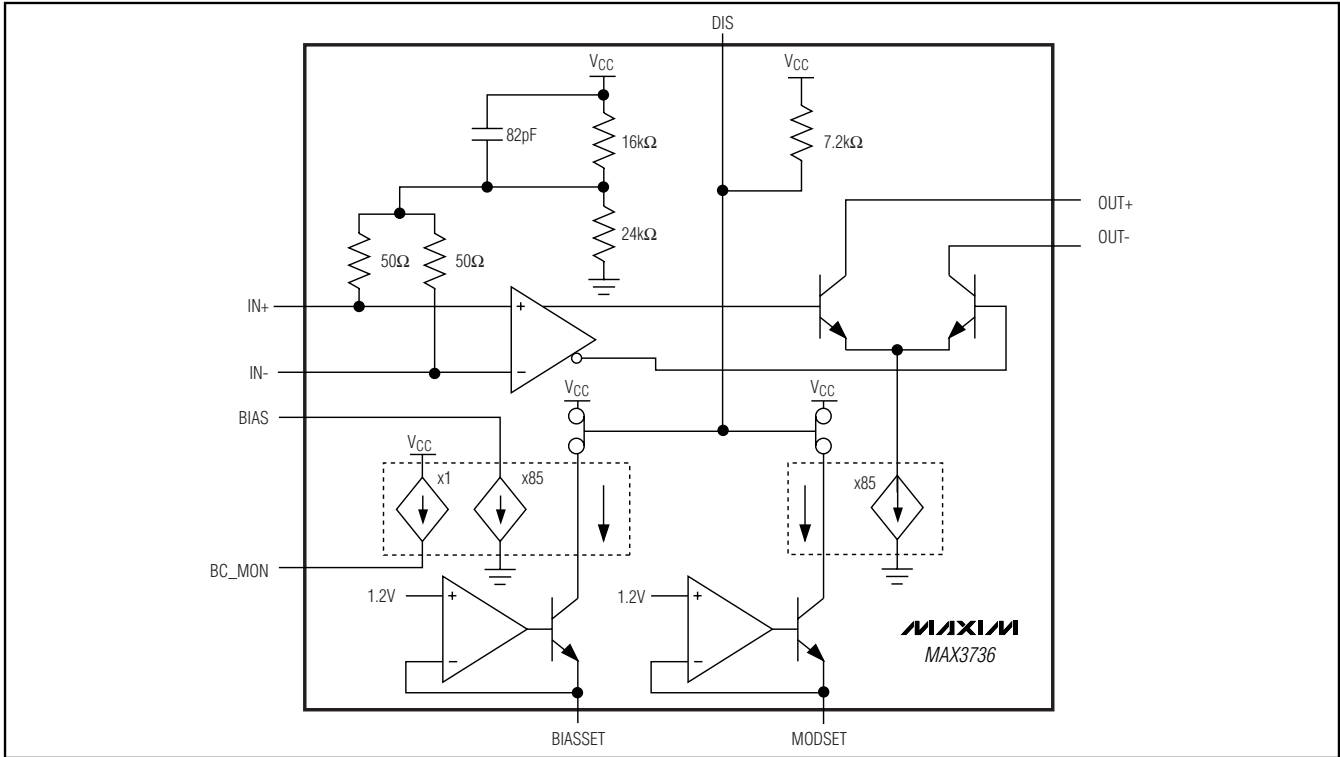 DIS
VCC
VCC
82pF
16kΩ
7.2kΩ
24kΩ
OUT+
OUT-
50Ω
50Ω
IN+
+
IN-
−
BIAS
VCC
VCC
VCC
x1
x85
x85
BC_MON
1.2V
+
−
1.2V
+
−
MAXIM
MAX3736
BIASSET
MODSET